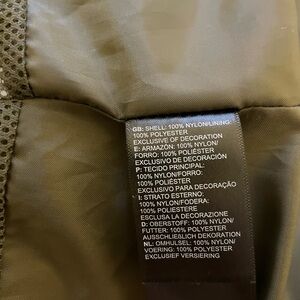 GB: SHELL: 100% NYLON/LINING:
100% POLYESTER
EXCLUSIVE OF DECORATION
E: ARMAZÓN: 100% NYLON/
FORRO: 100% POLIÉSTER
EXCLUSIVO DE DECORACIÓN
P: TECIDO PRINCIPAL:
100% NYLON/FORRO:
100% POLIÉSTER
EXCLUSIVO PARA DECORAÇÃO
I: STRATO ESTERNO:
100% NYLON/FODERA:
100% POLIESTERE
ESCLUSA LA DECORAZIONE
D: OBERSTOFF: 100% NYLON/
FUTTER: 100% POLYESTER
AUSSCHLIEßLICH DEKORATION
NL: OMHULSEL: 100% NYLON/
VOERING: 100% POLYESTER
EXCLUSIEF VERSIERING